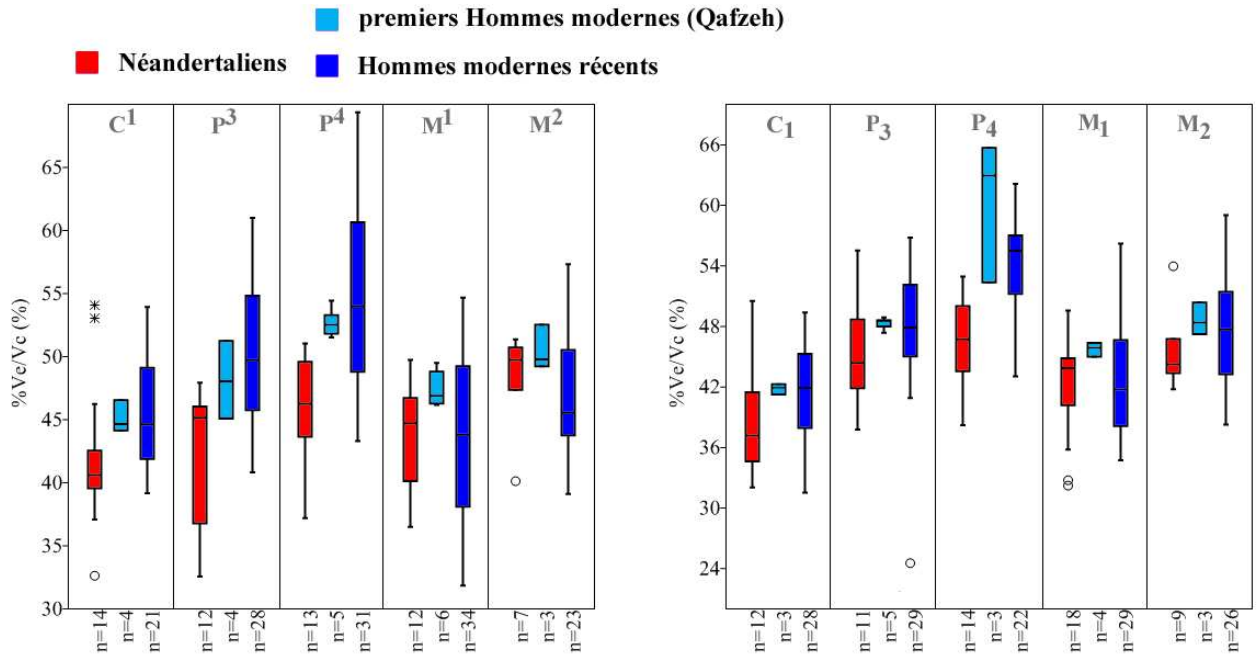 premiers Hommes modernes (Qafzeh)
Néandertaliens
Hommes modernes récents
C1 P3 P4 M1 M2
%Ve/Vc (%)
65
60
55
50
45
40
35
30
n=14 n=4 n=21 n=12 n=4 n=28 n=13 n=5 n=31 n=12 n=6 n=34 n=7 n=3 n=23
C1 P3 P4 M1 M2
%Ve/Vc (%)
66
60
54
48
42
36
30
24
n=12 n=3 n=28 n=11 n=5 n=29 n=14 n=3 n=22 n=18 n=4 n=29 n=9 n=3 n=26